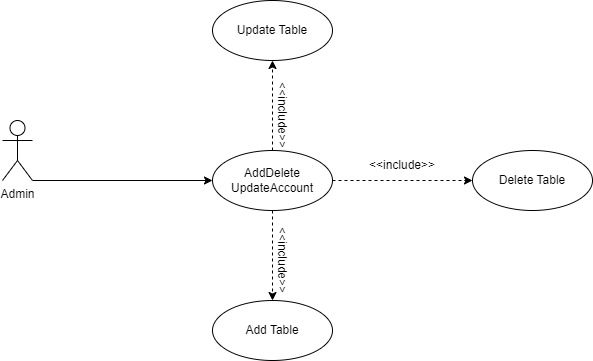 Update Table
<<include>>
AddDelete
UpdateAccount
<<include>>
Delete Table
Admin
<<include>>
Add Table